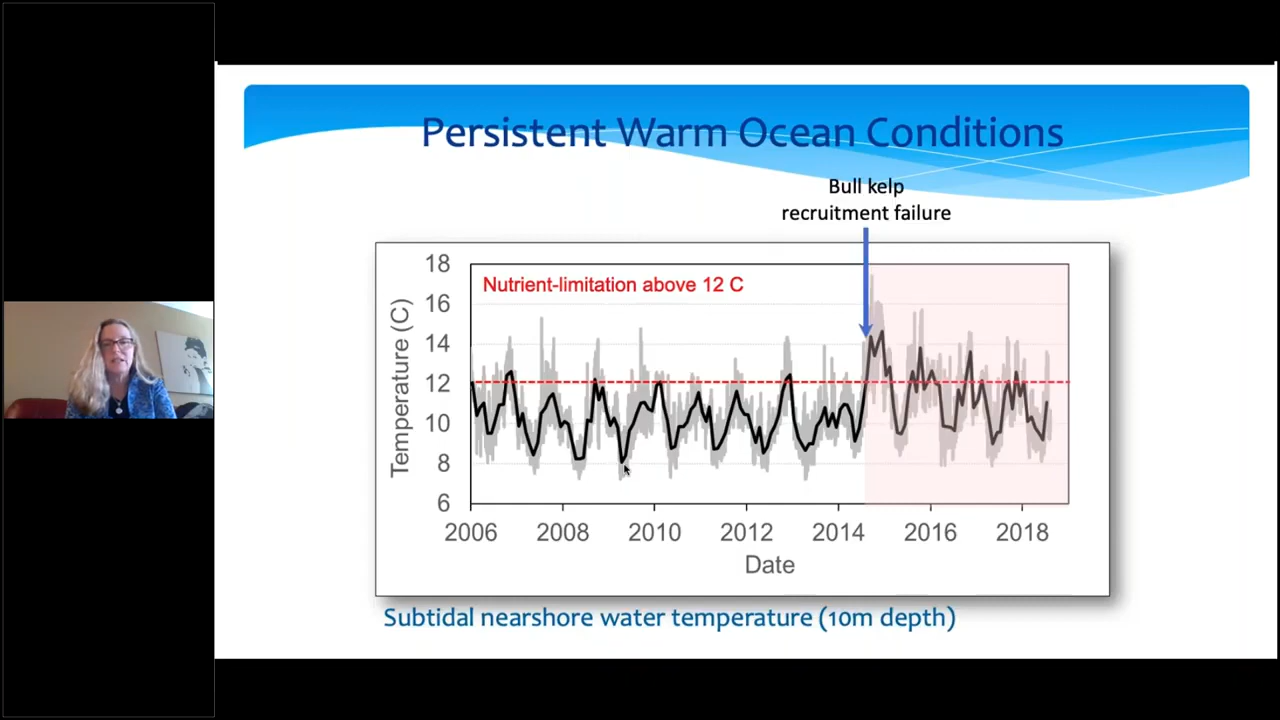 Persistent Warm Ocean Conditions
Bull kelp
recruitment failure
Nutrient-limitation above 12 C
Temperature (C)
18
16
14
12
10
8
6
2006 2008 2010 2012 2014 2016 2018
Date
Subtidal nearshore water temperature (10m depth)